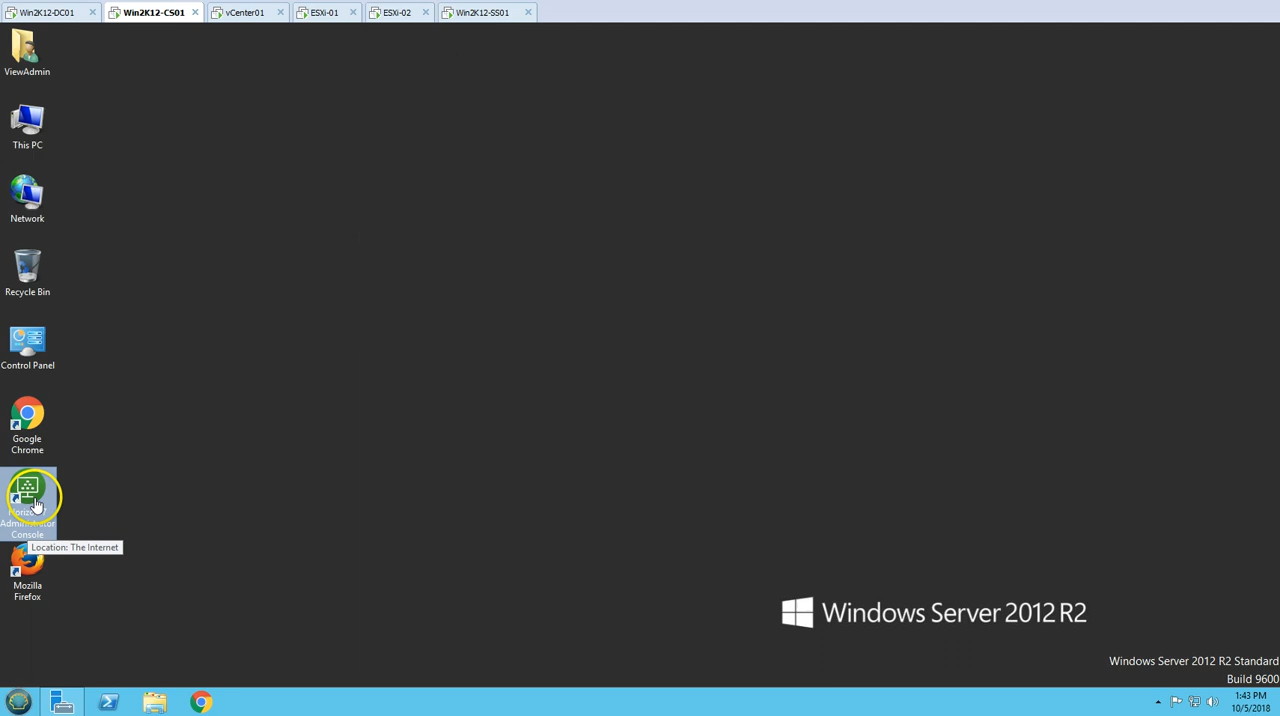 Win2K12-DC01
Win2K12-CS01
vCenter01
ESXi-01
ESXi-02
Win2K12-SS01
ViewAdmin
This PC
Network
Recycle Bin
Control Panel
Google
Chrome
Administrator
Console
Location: The Internet
Mozilla
Firefox
Windows Server 2012 R2
Windows Server 2012 R2 Standard
Build 9600
1:43 PM
10/5/2018